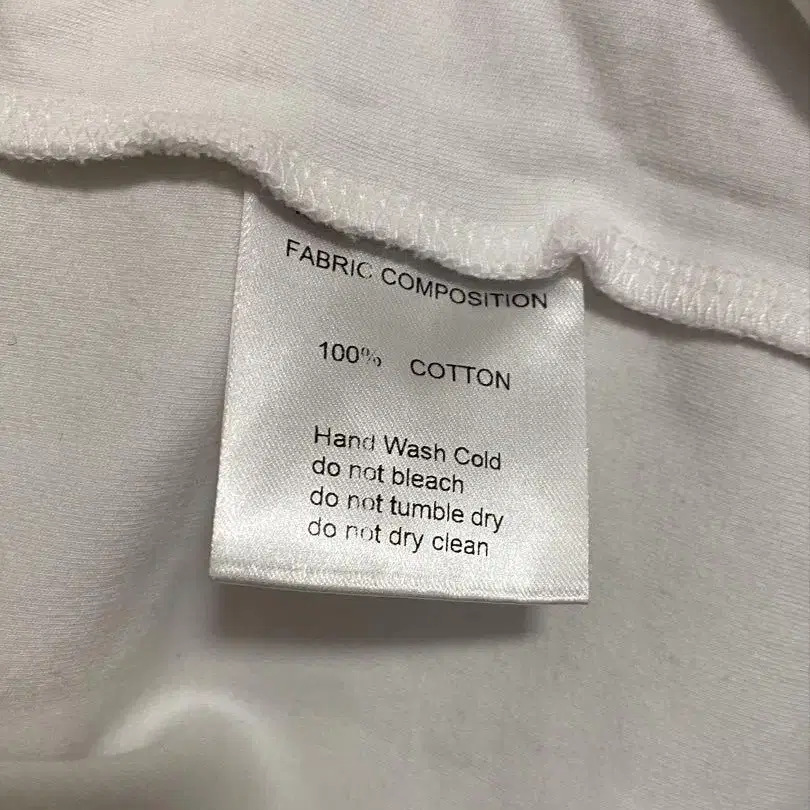 FABRIC COMPOSITION
100% COTTON
Hand Wash Cold
do not bleach
do not tumble dry
do not dry clean